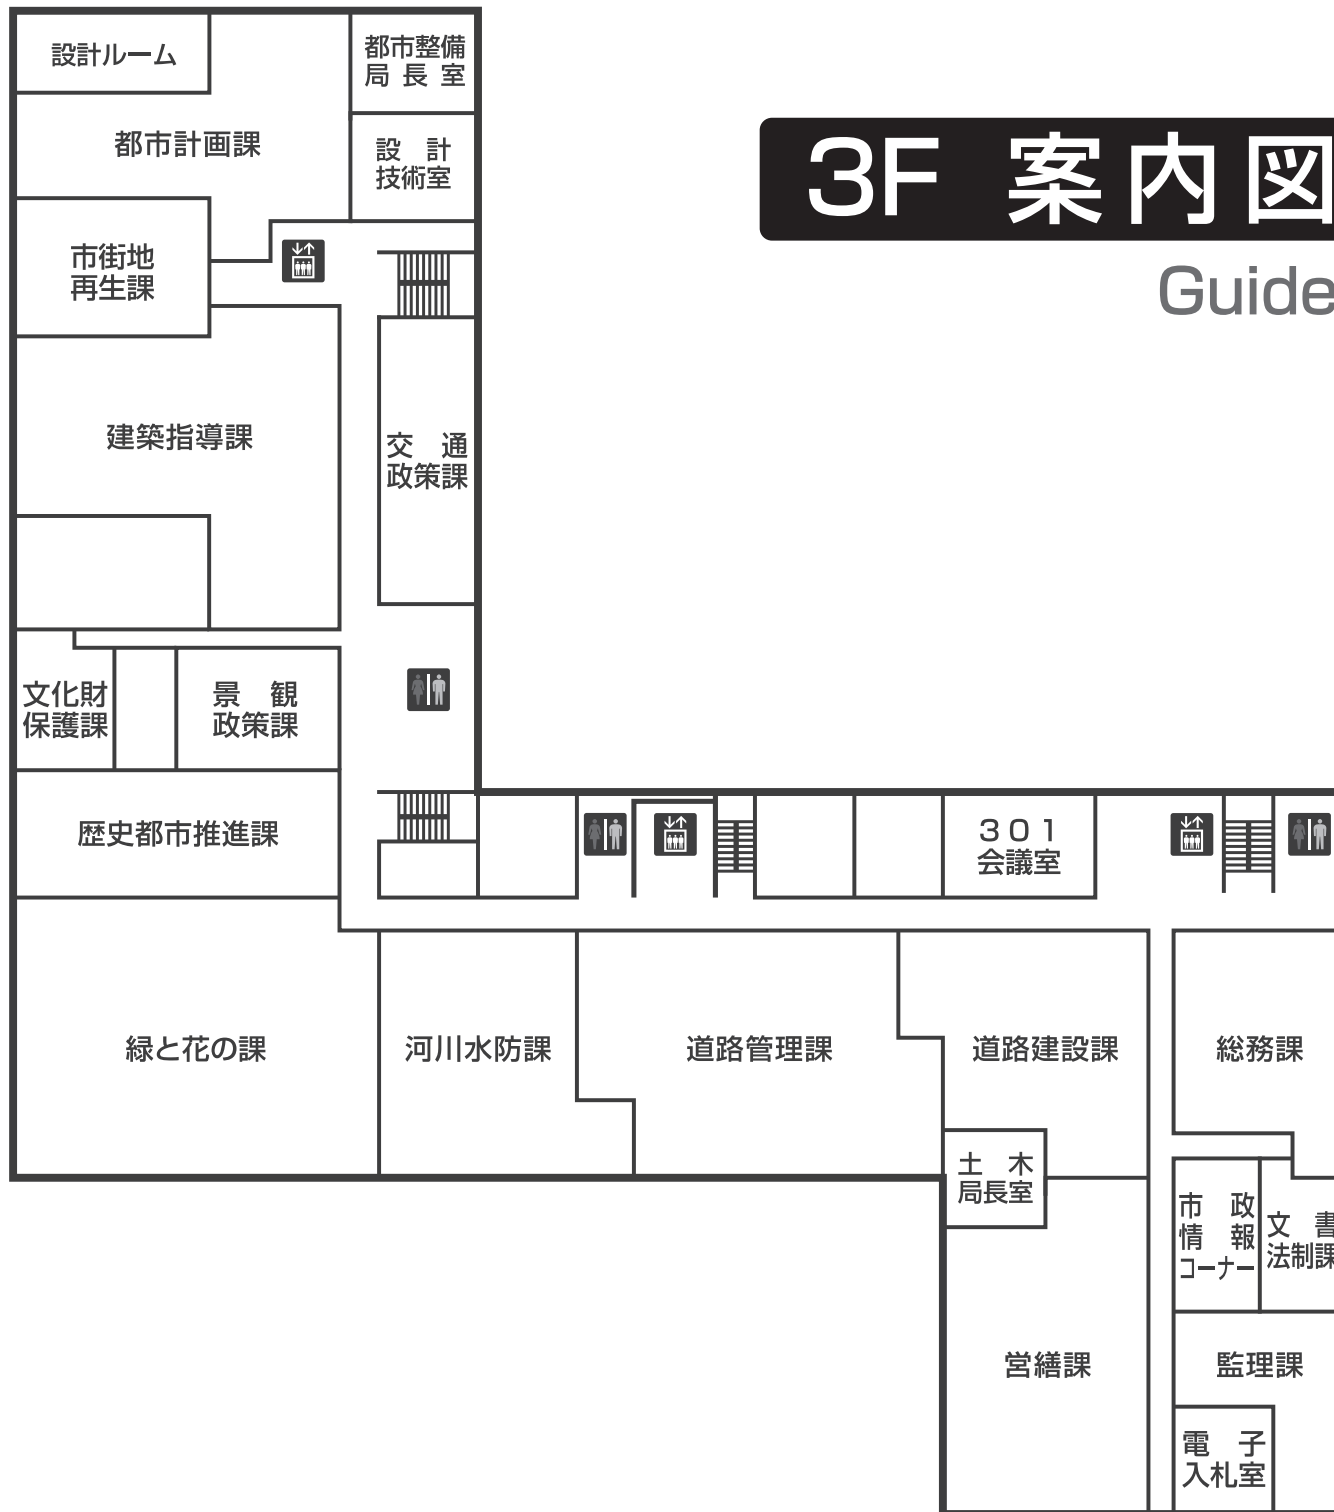 3F 案内図
Guide
設計ルーム
都市整備
局長室
都市計画課
設 計
技術室
市街地
再生課
建築指導課
交 通
政策課
文化財
保護課
景 観
政策課
歴史都市推進課
301
会議室
緑と花の課
河川水防課
道路管理課
道路建設課
総務課
土 木
局長室
市 政
情 報
コーナー
文 書
法制課
営繕課
監理課
電 子
入札室